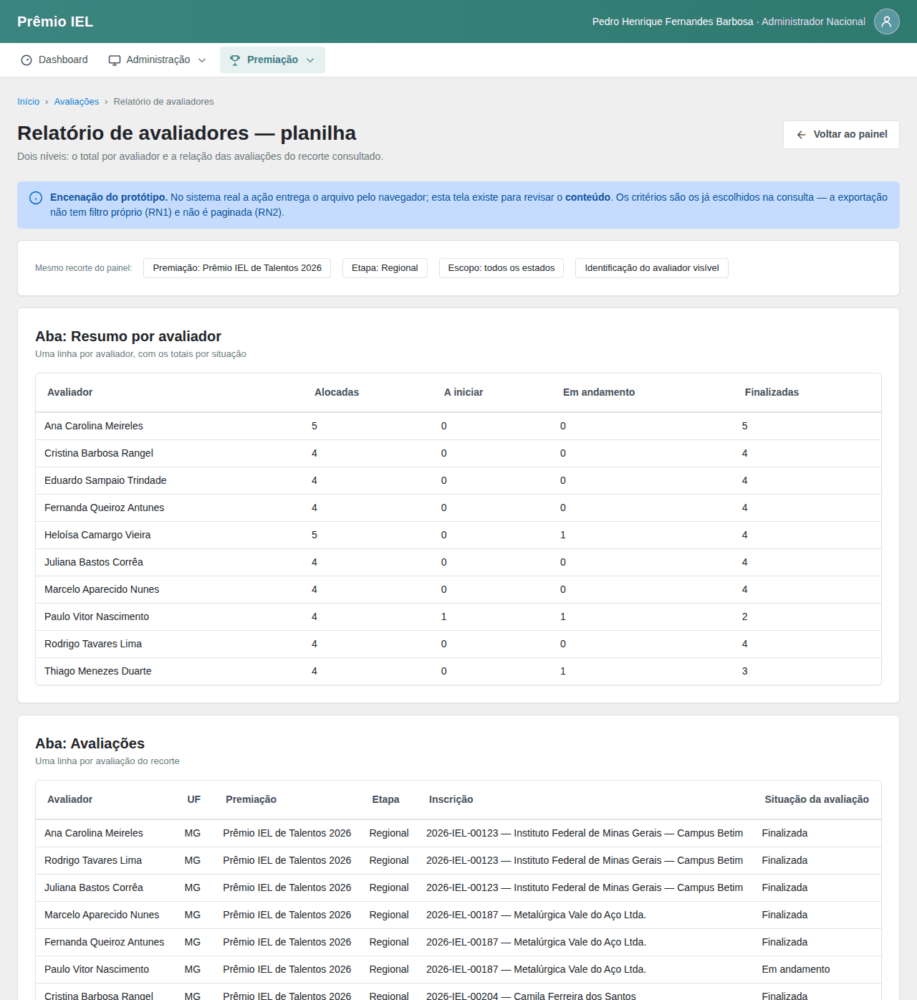 Prêmio IEL
Pedro Henrique Fernandes Barbosa · Administrador Nacional
Dashboard Administração Premiação
Início › Avaliações › Relatório de avaliadores
Relatório de avaliadores — planilha
Voltar ao painel
Dois níveis: o total por avaliador e a relação das avaliações do recorte consultado.
Encenação do protótipo. No sistema real a ação entrega o arquivo pelo navegador; esta tela existe para revisar o conteúdo. Os critérios são os já escolhidos na consulta — a exportação
não tem filtro próprio (RN1) e não é paginada (RN2).
Mesmo recorte do painel: Premiação: Prêmio IEL de Talentos 2026 Etapa: Regional Escopo: todos os estados Identificação do avaliador visível
Aba: Resumo por avaliador
Uma linha por avaliador, com os totais por situação
Avaliador Alocadas A iniciar Em andamento Finalizadas
Ana Carolina Meireles 5 0 0 5
Cristina Barbosa Rangel 4 0 0 4
Eduardo Sampaio Trindade 4 0 0 4
Fernanda Queiroz Antunes 4 0 0 4
Heloísa Camargo Vieira 5 0 1 4
Juliana Bastos Corrêa 4 0 0 4
Marcelo Aparecido Nunes 4 0 0 4
Paulo Vitor Nascimento 4 1 1 2
Rodrigo Tavares Lima 4 0 0 4
Thiago Menezes Duarte 4 0 1 3
Aba: Avaliações
Uma linha por avaliação do recorte
Avaliador UF Premiação Etapa Inscrição Situação da avaliação
Ana Carolina Meireles MG Prêmio IEL de Talentos 2026 Regional 2026-IEL-00123 — Instituto Federal de Minas Gerais — Campus Betim Finalizada
Rodrigo Tavares Lima MG Prêmio IEL de Talentos 2026 Regional 2026-IEL-00123 — Instituto Federal de Minas Gerais — Campus Betim Finalizada
Juliana Bastos Corrêa MG Prêmio IEL de Talentos 2026 Regional 2026-IEL-00123 — Instituto Federal de Minas Gerais — Campus Betim Finalizada
Marcelo Aparecido Nunes MG Prêmio IEL de Talentos 2026 Regional 2026-IEL-00187 — Metalúrgica Vale do Aço Ltda. Finalizada
Fernanda Queiroz Antunes MG Prêmio IEL de Talentos 2026 Regional 2026-IEL-00187 — Metalúrgica Vale do Aço Ltda. Finalizada
Paulo Vitor Nascimento MG Prêmio IEL de Talentos 2026 Regional 2026-IEL-00187 — Metalúrgica Vale do Aço Ltda. Em andamento
Cristina Barbosa Rangel MG Prêmio IEL de Talentos 2026 Regional 2026-IEL-00204 — Camila Ferreira dos Santos Finalizada